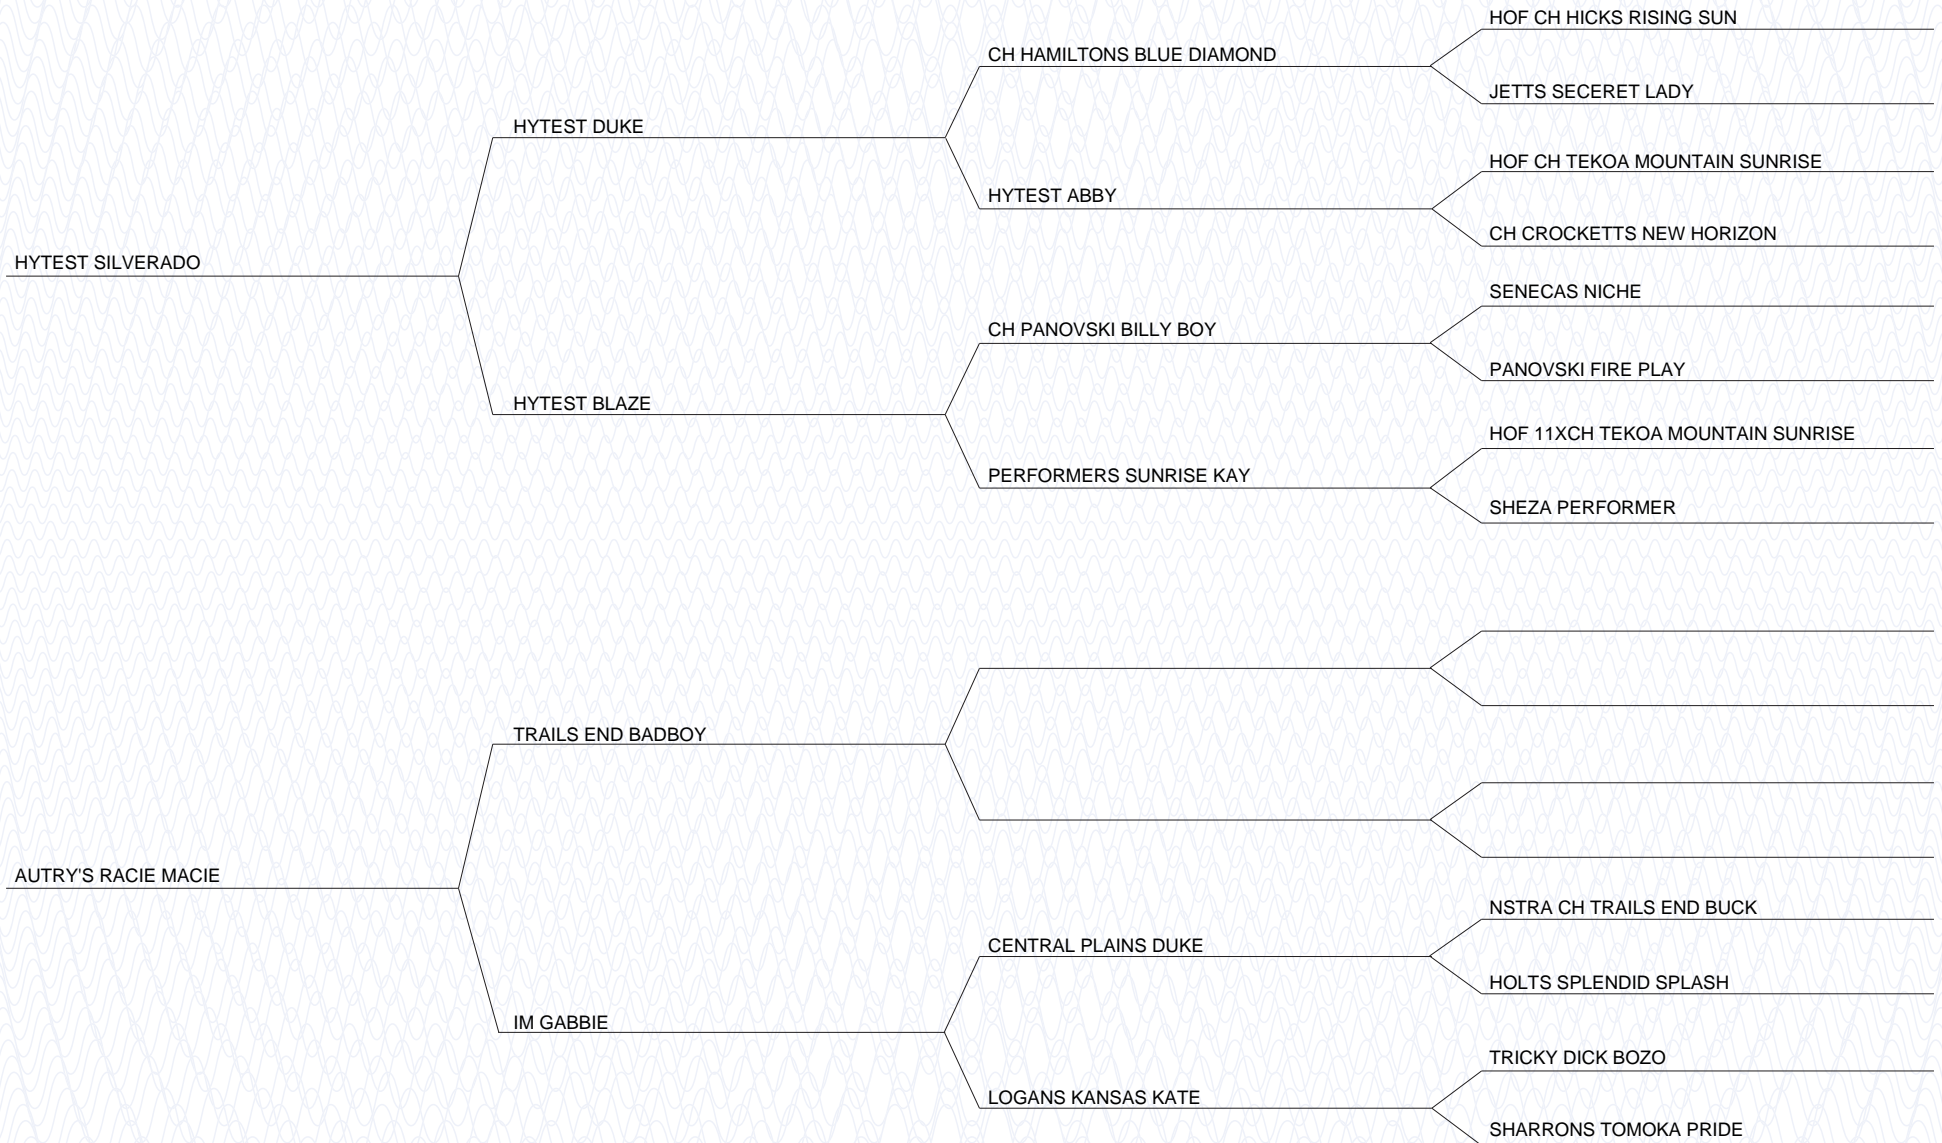 HOF CH HICKS RISING SUN
CH HAMILTONS BLUE DIAMOND
JETTS SECERET LADY
HYTEST DUKE
HOF CH TEKOA MOUNTAIN SUNRISE
HYTEST ABBY
CH CROCKETTS NEW HORIZON
HYTEST SILVERADO
SENECAS NICHE
CH PANOVSKI BILLY BOY
PANOVSKI FIRE PLAY
HYTEST BLAZE
HOF 11XCH TEKOA MOUNTAIN SUNRISE
PERFORMERS SUNRISE KAY
SHEZA PERFORMER
TRAILS END BADBOY
AUTRY'S RACIE MACIE
NSTRA CH TRAILS END BUCK
CENTRAL PLAINS DUKE
HOLTS SPLENDID SPLASH
IM GABBIE
TRICKY DICK BOZO
LOGANS KANSAS KATE
SHARRONS TOMOKA PRIDE